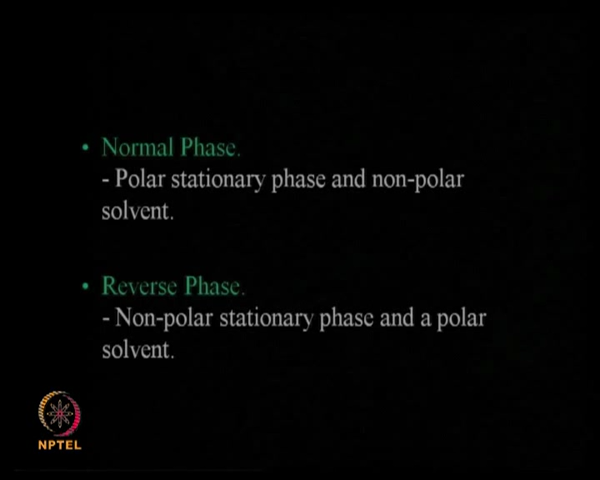 • Normal Phase.
- Polar stationary phase and non-polar
solvent.
• Reverse Phase.
- Non-polar stationary phase and a polar
solvent.
NPTEL